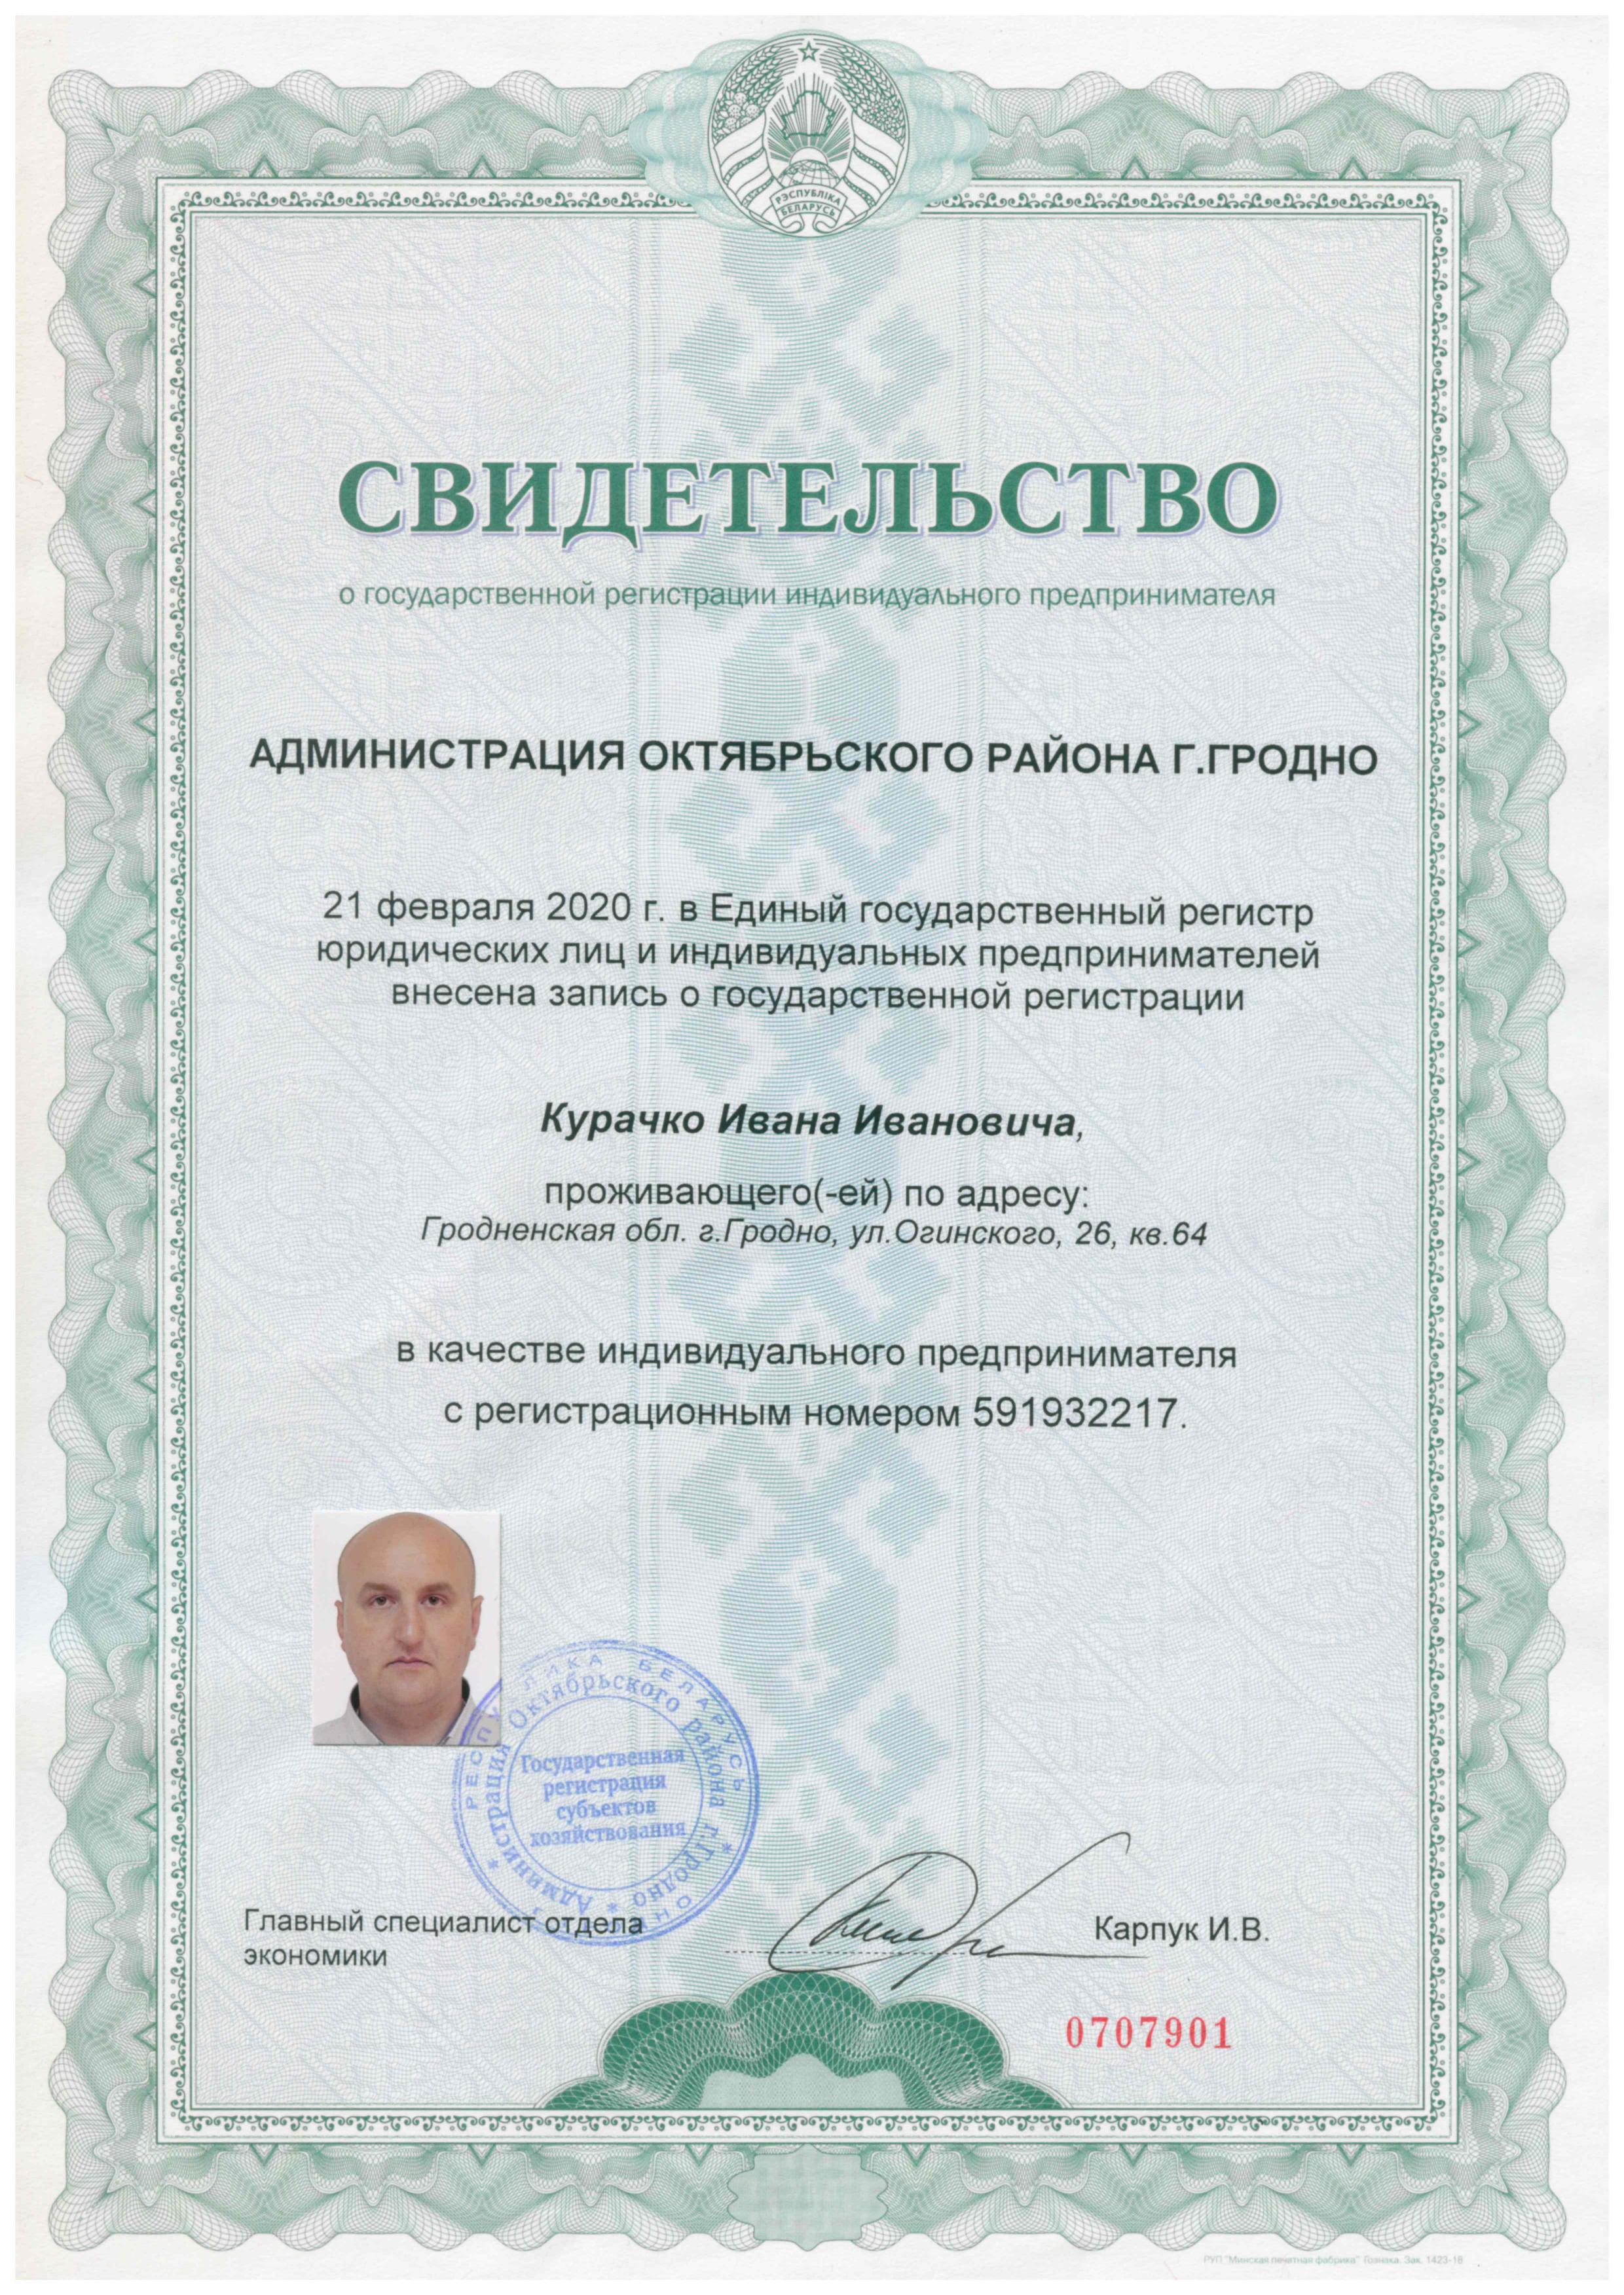 РЭСПУБЛІКА
БЕЛАРУСЬ
СВИДЕТЕЛЬСТВО
о государственной регистрации индивидуального предпринимателя
АДМИНИСТРАЦИЯ ОКТЯБРЬСКОГО РАЙОНА Г.ГРОДНО
21 февраля 2020 г. в Единый государственный регистр
юридических лиц и индивидуальных предпринимателей
внесена запись о государственной регистрации
Курачко Ивана Ивановича,
проживающего(-ей) по адресу:
Гродненская обл. г.Гродно, ул.Огинского, 26, кв.64
в качестве индивидуального предпринимателя
с регистрационным номером 591932217.
РЕСПУБЛИКА БЕЛАРУСЬ
* Администрация Октябрьского района г.Гродно *
Государственная
регистрация
субъектов
хозяйствования
Главный специалист отдела
экономики
Карпук И.В.
0707901
РУП "Минская печатная фабрика" Гознака. Зак. 1423-18